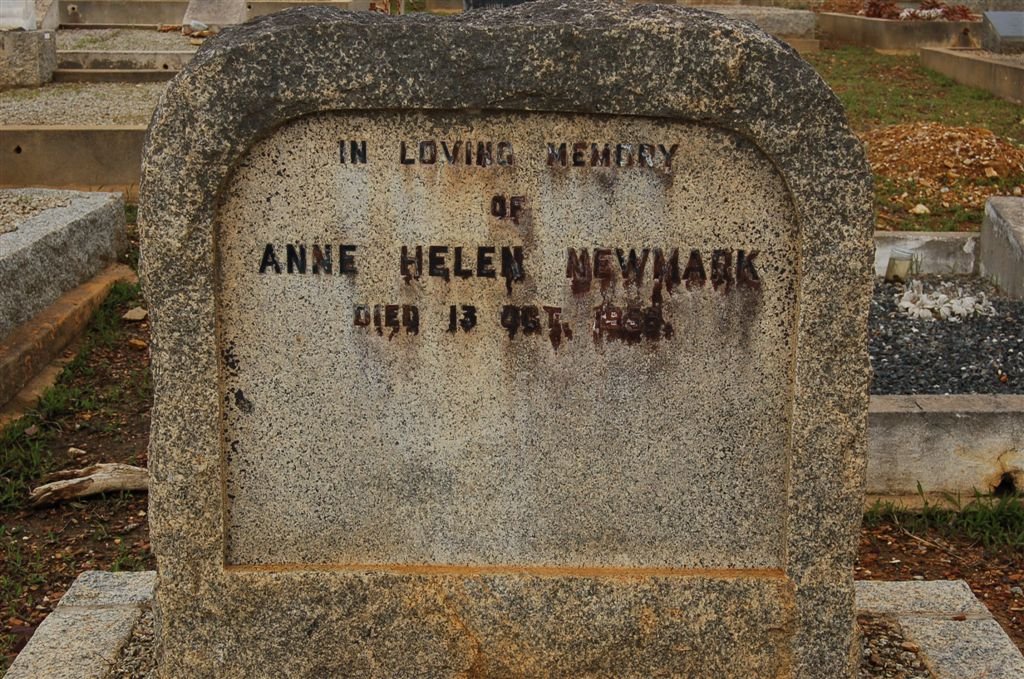 IN LOVING MEMORY
OF
ANNE HELEN NEWMARK
DIED 13 OCT.